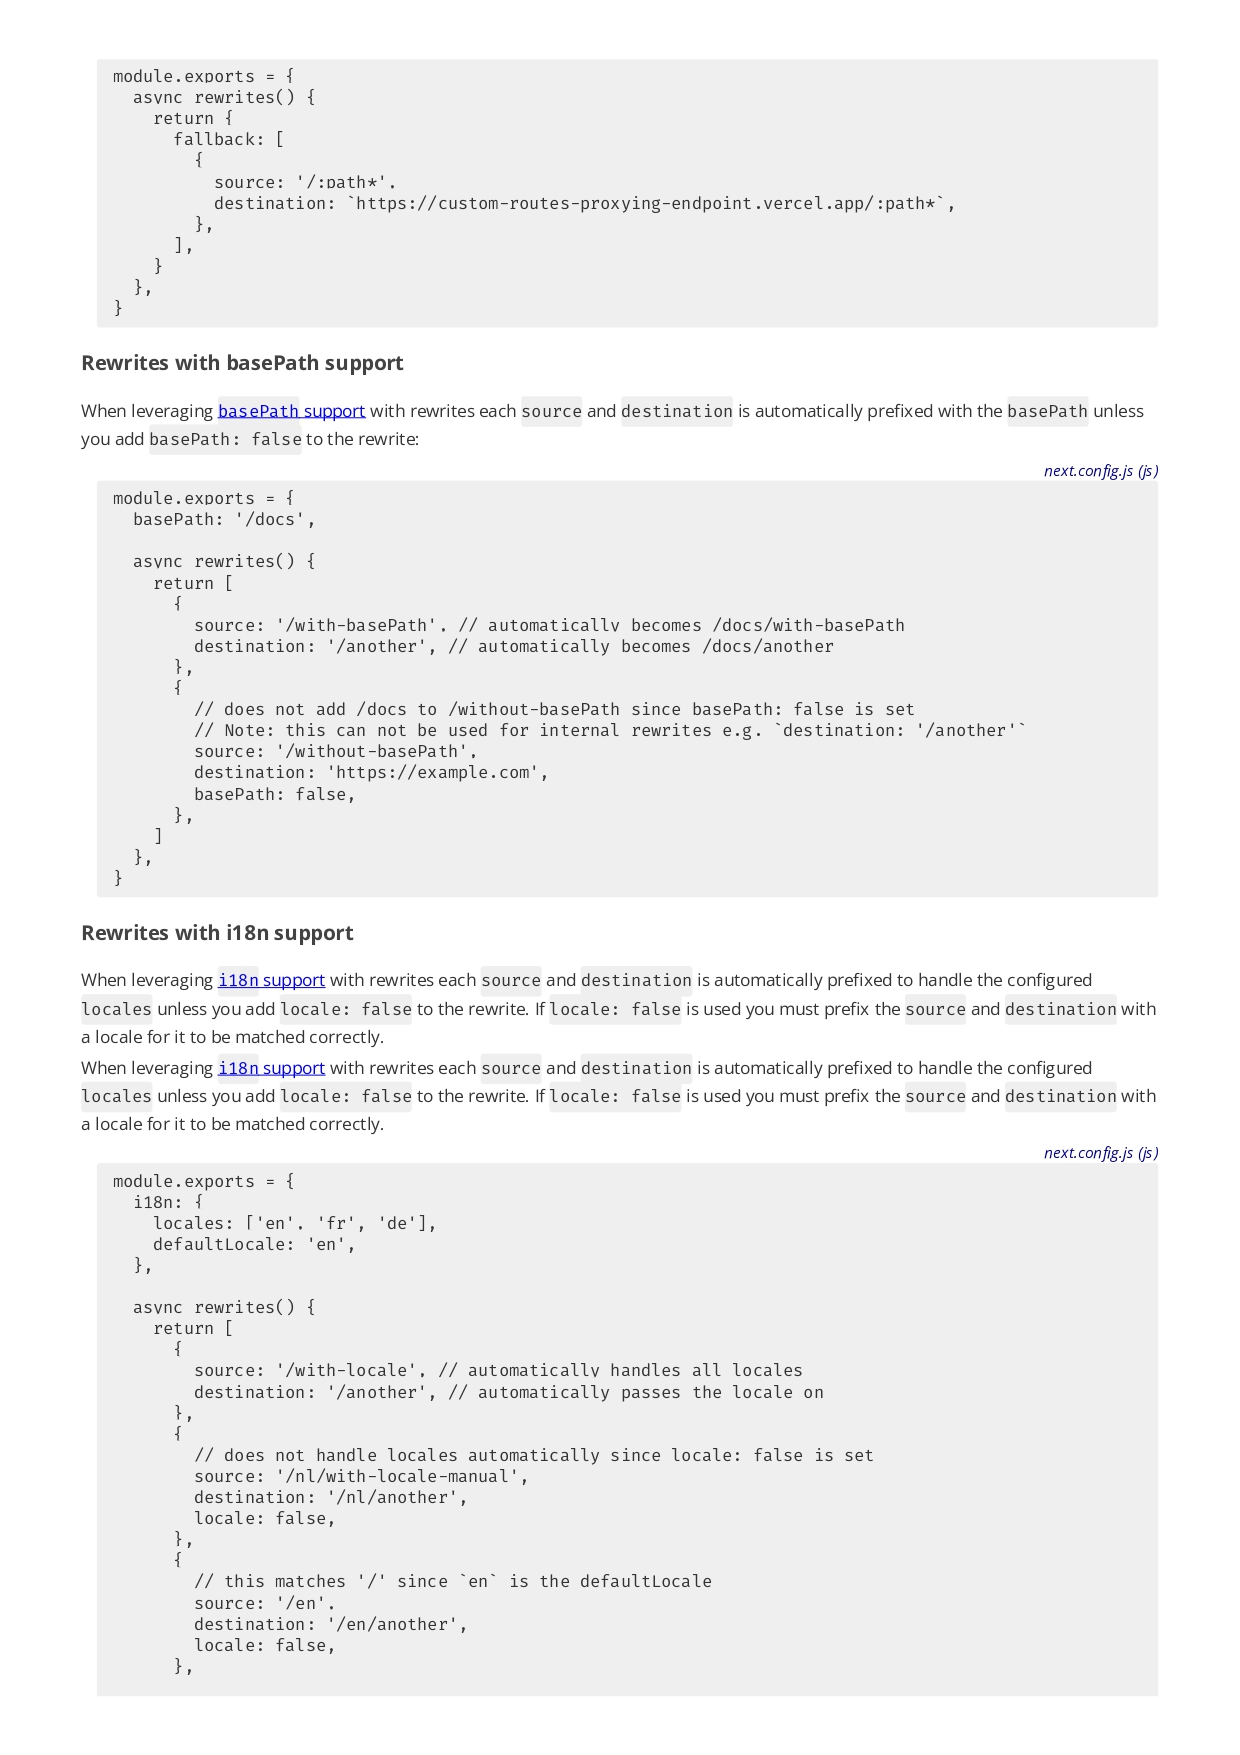 module.exports = {
  async rewrites() {
    return {
      fallback: [
        {
          source: '/:path*',
          destination: `https://custom-routes-proxying-endpoint.vercel.app/:path*`,
        },
      ],
    }
  },
}
Rewrites with basePath support
When leveraging basePath support with rewrites each source and destination is automatically prefixed with the basePath unless
you add basePath: false to the rewrite:
next.config.js (js)
module.exports = {
  basePath: '/docs',

  async rewrites() {
    return [
      {
        source: '/with-basePath', // automatically becomes /docs/with-basePath
        destination: '/another', // automatically becomes /docs/another
      },
      {
        // does not add /docs to /without-basePath since basePath: false is set
        // Note: this can not be used for internal rewrites e.g. `destination: '/another'`
        source: '/without-basePath',
        destination: 'https://example.com',
        basePath: false,
      },
    ]
  },
}
Rewrites with i18n support
When leveraging i18n support with rewrites each source and destination is automatically prefixed to handle the configured
locales unless you add locale: false to the rewrite. If locale: false is used you must prefix the source and destination with
a locale for it to be matched correctly.
When leveraging i18n support with rewrites each source and destination is automatically prefixed to handle the configured
locales unless you add locale: false to the rewrite. If locale: false is used you must prefix the source and destination with
a locale for it to be matched correctly.
next.config.js (js)
module.exports = {
  i18n: {
    locales: ['en', 'fr', 'de'],
    defaultLocale: 'en',
  },

  async rewrites() {
    return [
      {
        source: '/with-locale', // automatically handles all locales
        destination: '/another', // automatically passes the locale on
      },
      {
        // does not handle locales automatically since locale: false is set
        source: '/nl/with-locale-manual',
        destination: '/nl/another',
        locale: false,
      },
      {
        // this matches '/' since `en` is the defaultLocale
        source: '/en',
        destination: '/en/another',
        locale: false,
      },